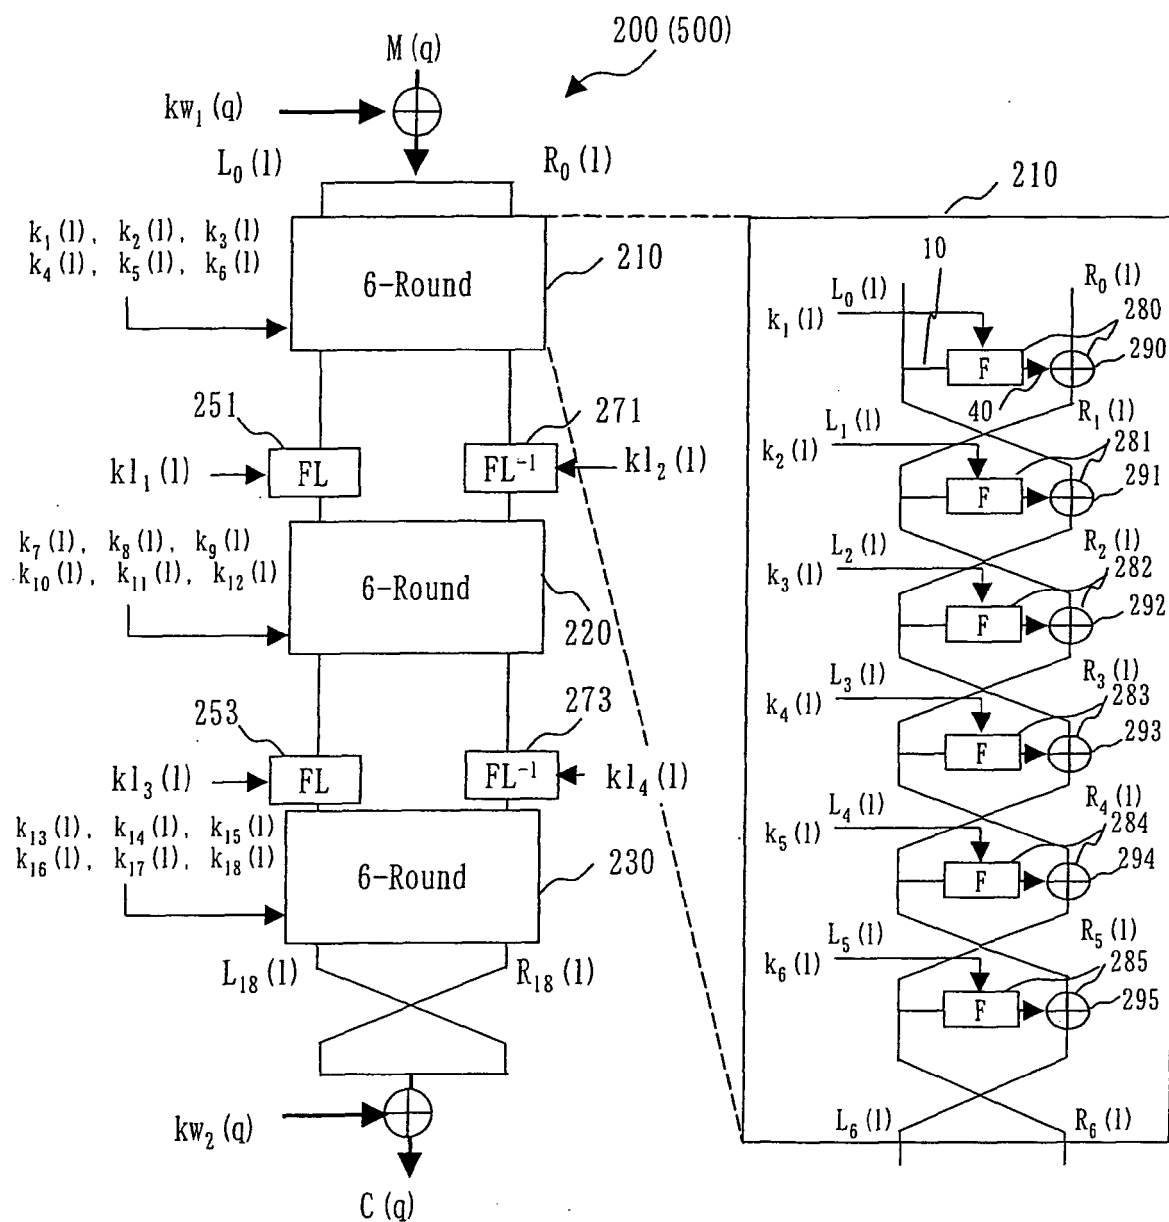 200 (500)
M (q)
kw₁ (q)
L₀ (l)
R₀ (l)
k₁ (l), k₂ (l), k₃ (l)
k₄ (l), k₅ (l), k₆ (l)
6-Round
210
251
271
kl₁ (l)
FL
FL⁻¹
kl₂ (l)
k₇ (l), k₈ (l), k₉ (l)
k₁₀ (l), k₁₁ (l), k₁₂ (l)
6-Round
220
253
273
kl₃ (l)
FL
FL⁻¹
kl₄ (l)
k₁₃ (l), k₁₄ (l), k₁₅ (l)
k₁₆ (l), k₁₇ (l), k₁₈ (l)
6-Round
230
L₁₈ (l)
R₁₈ (l)
kw₂ (q)
C (q)
210
10
L₀ (l)
R₀ (l)
k₁ (l)
280
F
290
40
L₁ (l)
R₁ (l)
k₂ (l)
281
F
291
L₂ (l)
R₂ (l)
k₃ (l)
282
F
292
L₃ (l)
R₃ (l)
k₄ (l)
283
F
293
L₄ (l)
R₄ (l)
k₅ (l)
284
F
294
L₅ (l)
R₅ (l)
k₆ (l)
285
F
295
L₆ (l)
R₆ (l)